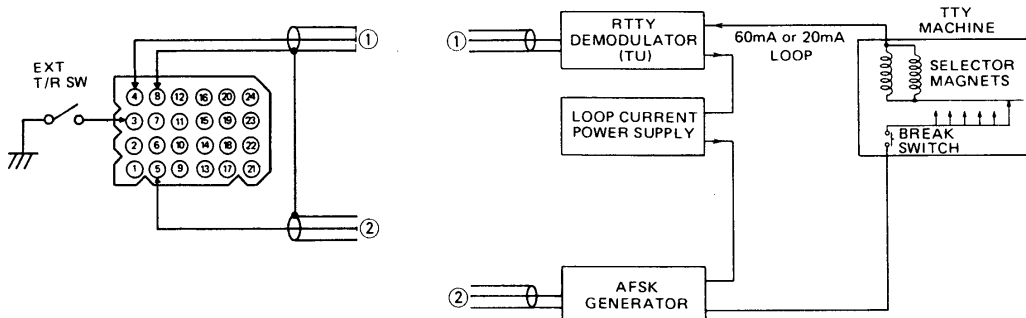 EXT
T/R SW
4 8 12 16 20 24
3 7 11 15 19 23
2 6 10 14 18 22
1 5 9 13 17 21
1
2
1
RTTY
DEMODULATOR
(TU)
60mA or 20mA
LOOP
TTY
MACHINE
SELECTOR
MAGNETS
LOOP CURRENT
POWER SUPPLY
BREAK
SWITCH
2
AFSK
GENERATOR